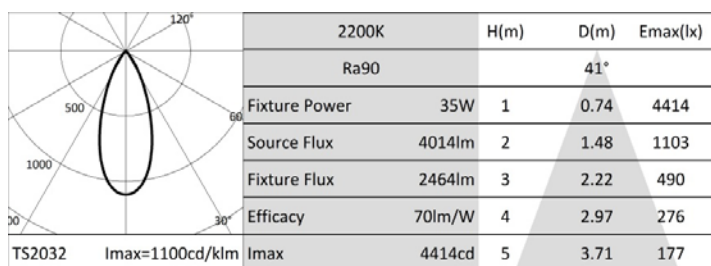 120°
500
60
1000
00
30°
TS2032 Imax=1100cd/klm
2200K H(m) D(m) Emax(lx)
Ra90 41°
Fixture Power 35W 1 0.74 4414
Source Flux 4014lm 2 1.48 1103
Fixture Flux 2464lm 3 2.22 490
Efficacy 70lm/W 4 2.97 276
Imax 4414cd 5 3.71 177